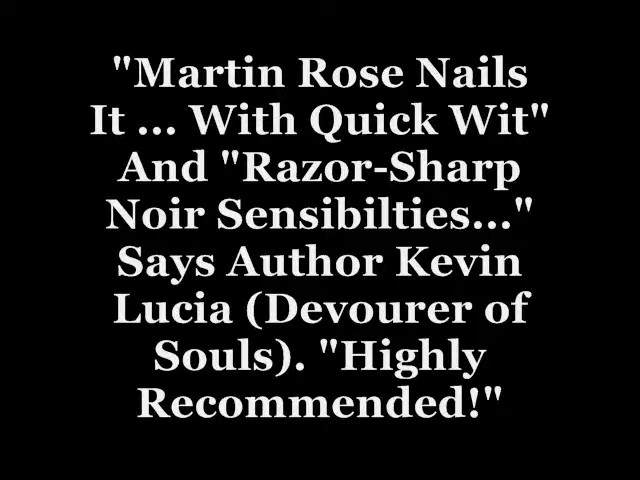 "Martin Rose Nails
It ... With Quick Wit"
And "Razor-Sharp
Noir Sensibilties..."
Says Author Kevin
Lucia (Devourer of
Souls). "Highly
Recommended!"